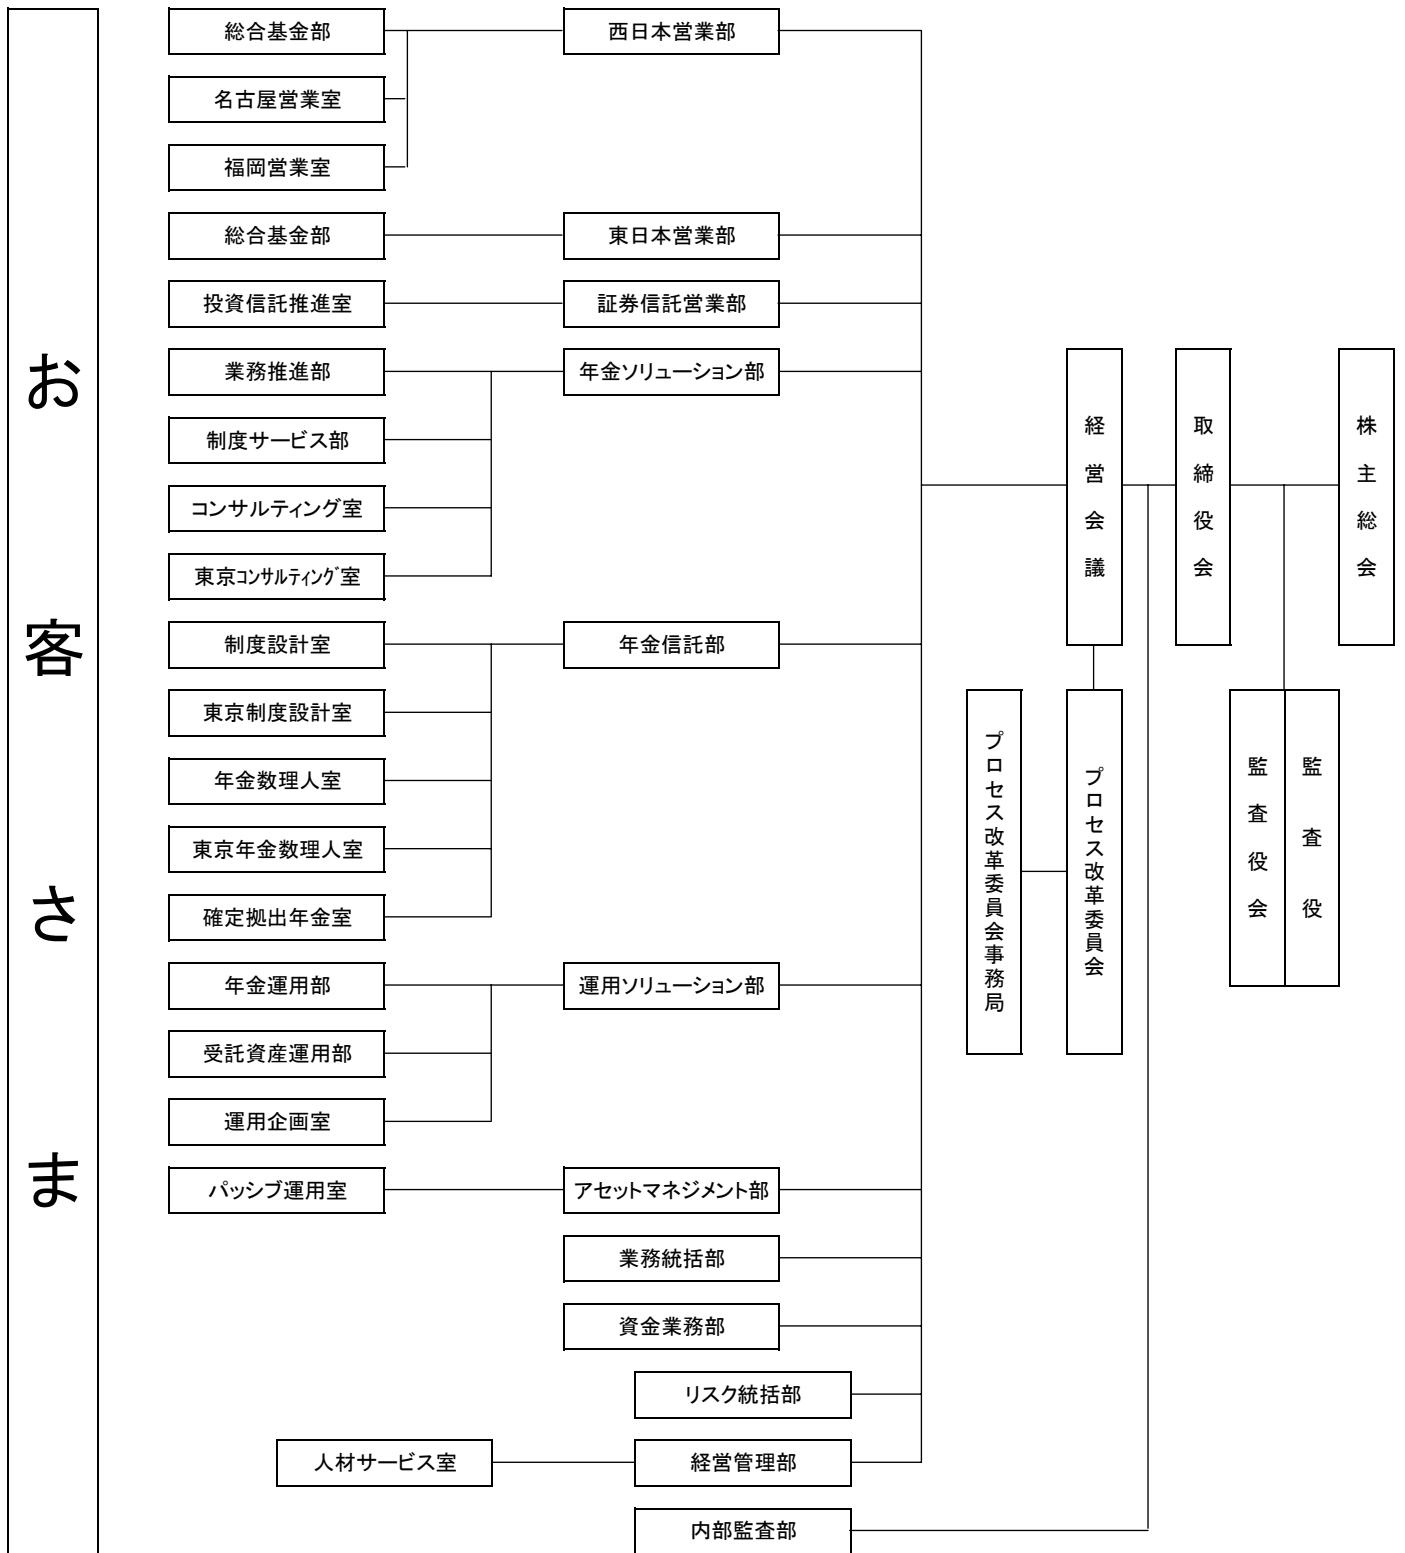 お客さま
総合基金部
西日本営業部
名古屋営業室
福岡営業室
総合基金部
東日本営業部
投資信託推進室
証券信託営業部
業務推進部
年金ソリューション部
制度サービス部
コンサルティング室
東京コンサルティング室
制度設計室
年金信託部
東京制度設計室
年金数理人室
東京年金数理人室
確定拠出年金室
年金運用部
運用ソリューション部
受託資産運用部
運用企画室
パッシブ運用室
アセットマネジメント部
業務統括部
資金業務部
リスク統括部
人材サービス室
経営管理部
内部監査部
経営会議
取締役会
株主総会
プロセス改革委員会事務局
プロセス改革委員会
監査役会
監査役